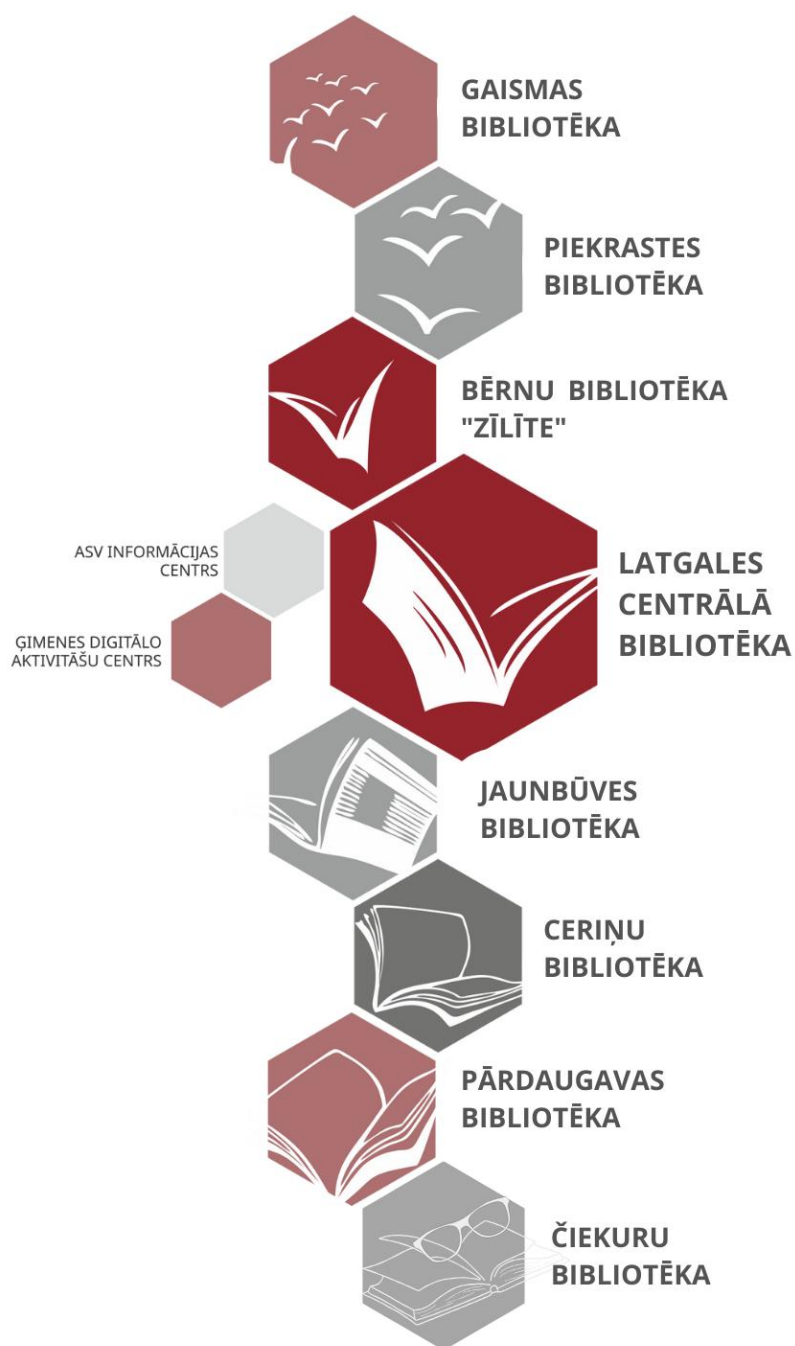 GAISMAS
BIBLIOTĒKA
PIEKRASTES
BIBLIOTĒKA
BĒRNU BIBLIOTĒKA
"ZĪLĪTE"
ASV INFORMĀCIJAS
CENTRS
LATGALES
CENTRĀLĀ
BIBLIOTĒKA
ĢIMENES DIGITĀLO
AKTIVITĀŠU CENTRS
JAUNBŪVES
BIBLIOTĒKA
CERIŅU
BIBLIOTĒKA
PĀRDAUGAVAS
BIBLIOTĒKA
ČIEKURU
BIBLIOTĒKA